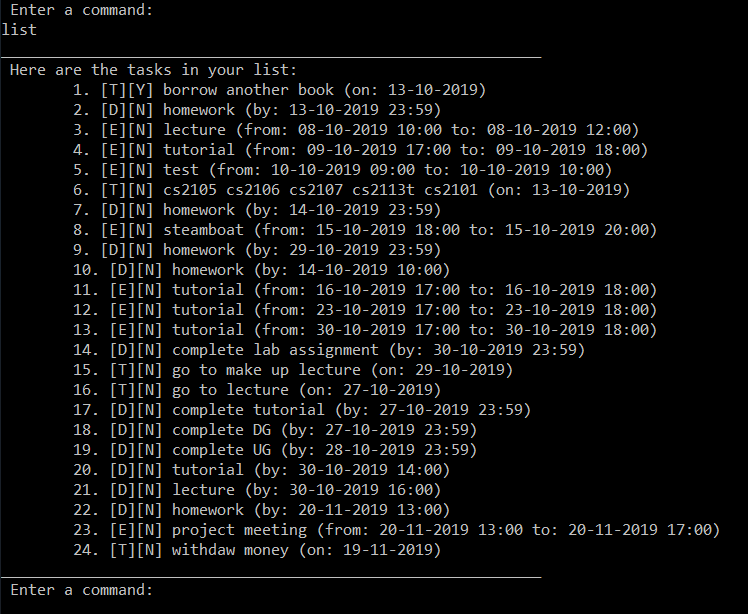 Enter a command:
list
____________________________________________________________
Here are the tasks in your list:
1. [T][Y] borrow another book (on: 13-10-2019)
2. [D][N] homework (by: 13-10-2019 23:59)
3. [E][N] lecture (from: 08-10-2019 10:00 to: 08-10-2019 12:00)
4. [E][N] tutorial (from: 09-10-2019 17:00 to: 09-10-2019 18:00)
5. [E][N] test (from: 10-10-2019 09:00 to: 10-10-2019 10:00)
6. [T][N] cs2105 cs2106 cs2107 cs2113t cs2101 (on: 13-10-2019)
7. [D][N] homework (by: 14-10-2019 23:59)
8. [E][N] steamboat (from: 15-10-2019 18:00 to: 15-10-2019 20:00)
9. [D][N] homework (by: 29-10-2019 23:59)
10. [D][N] homework (by: 14-10-2019 10:00)
11. [E][N] tutorial (from: 16-10-2019 17:00 to: 16-10-2019 18:00)
12. [E][N] tutorial (from: 23-10-2019 17:00 to: 23-10-2019 18:00)
13. [E][N] tutorial (from: 30-10-2019 17:00 to: 30-10-2019 18:00)
14. [D][N] complete lab assignment (by: 30-10-2019 23:59)
15. [T][N] go to make up lecture (on: 29-10-2019)
16. [T][N] go to lecture (on: 27-10-2019)
17. [D][N] complete tutorial (by: 27-10-2019 23:59)
18. [D][N] complete DG (by: 27-10-2019 23:59)
19. [D][N] complete UG (by: 28-10-2019 23:59)
20. [D][N] tutorial (by: 30-10-2019 14:00)
21. [D][N] lecture (by: 30-10-2019 16:00)
22. [D][N] homework (by: 20-11-2019 13:00)
23. [E][N] project meeting (from: 20-11-2019 13:00 to: 20-11-2019 17:00)
24. [T][N] withdaw money (on: 19-11-2019)
____________________________________________________________
Enter a command: